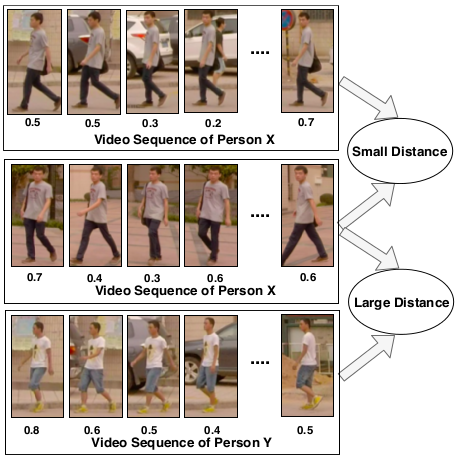 ....
0.5 0.5 0.3 0.2 0.7
Video Sequence of Person X
Small Distance
....
0.7 0.4 0.3 0.6 0.6
Video Sequence of Person X
Large Distance
....
0.8 0.6 0.5 0.4 0.5
Video Sequence of Person Y